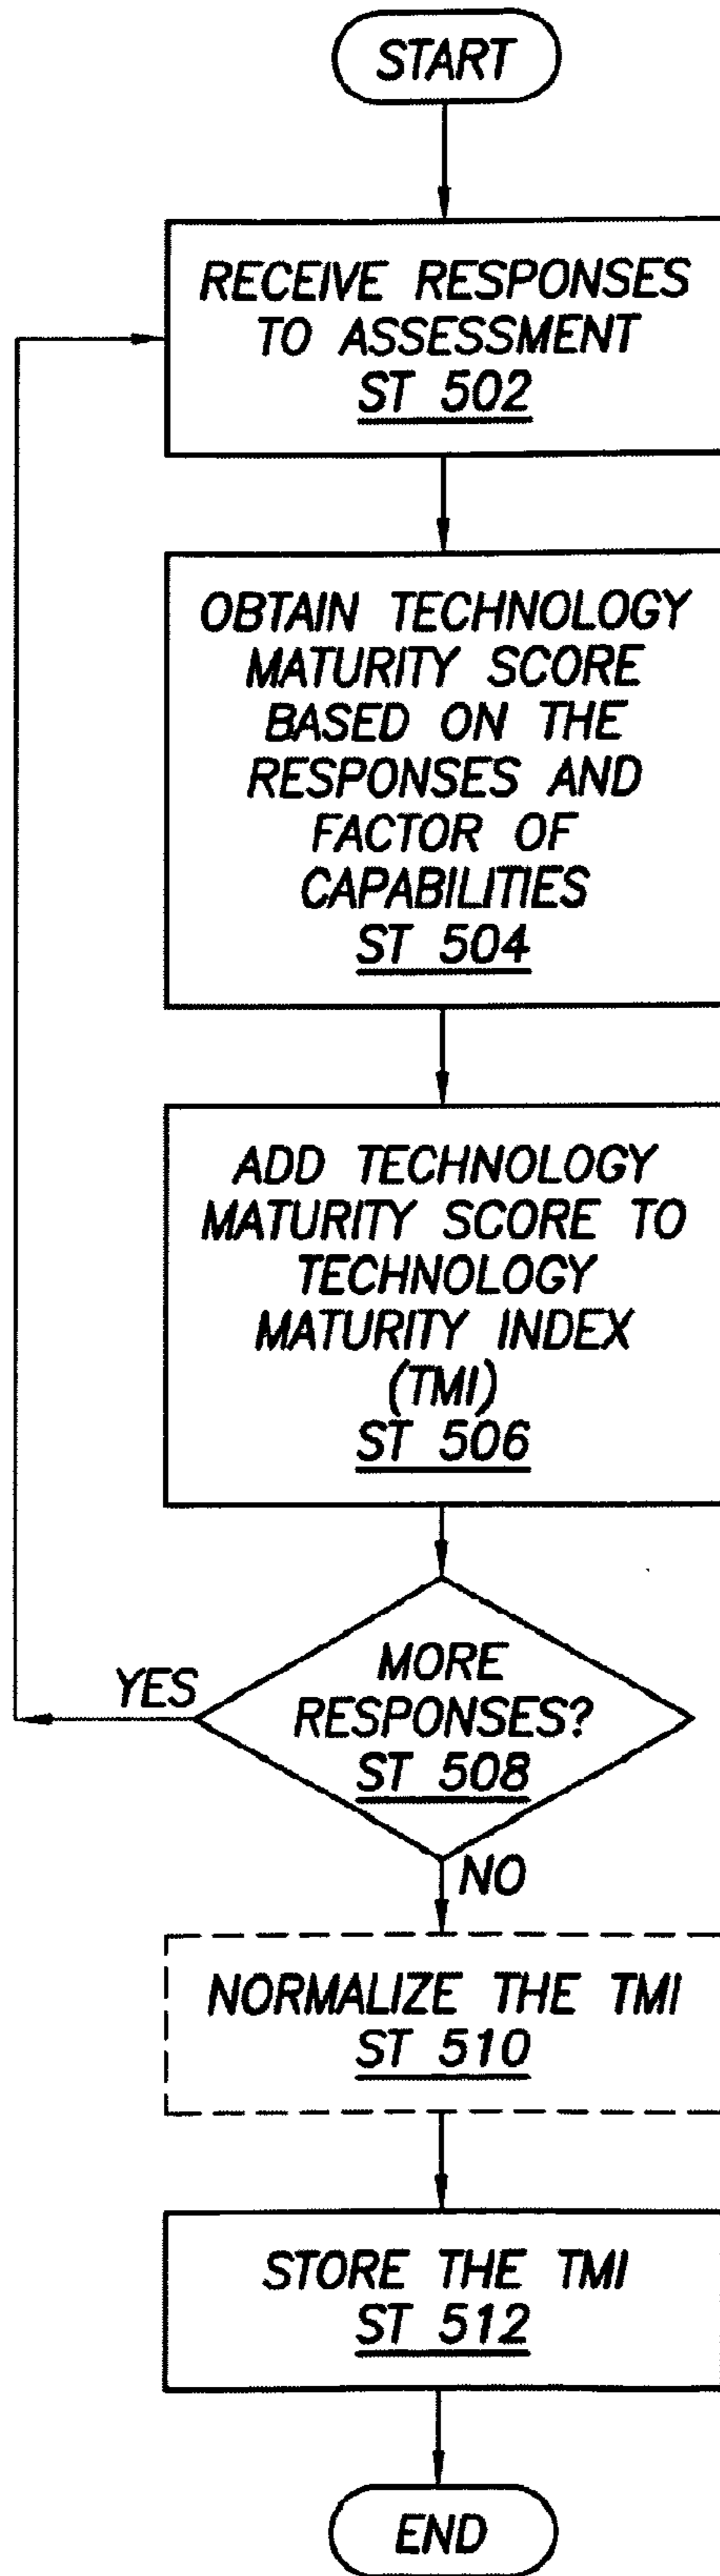 START
RECEIVE RESPONSES
TO ASSESSMENT
ST 502
OBTAIN TECHNOLOGY
MATURITY SCORE
BASED ON THE
RESPONSES AND
FACTOR OF
CAPABILITIES
ST 504
ADD TECHNOLOGY
MATURITY SCORE TO
TECHNOLOGY
MATURITY INDEX
(TMI)
ST 506
MORE
RESPONSES?
ST 508
YES
NO
NORMALIZE THE TMI
ST 510
STORE THE TMI
ST 512
END